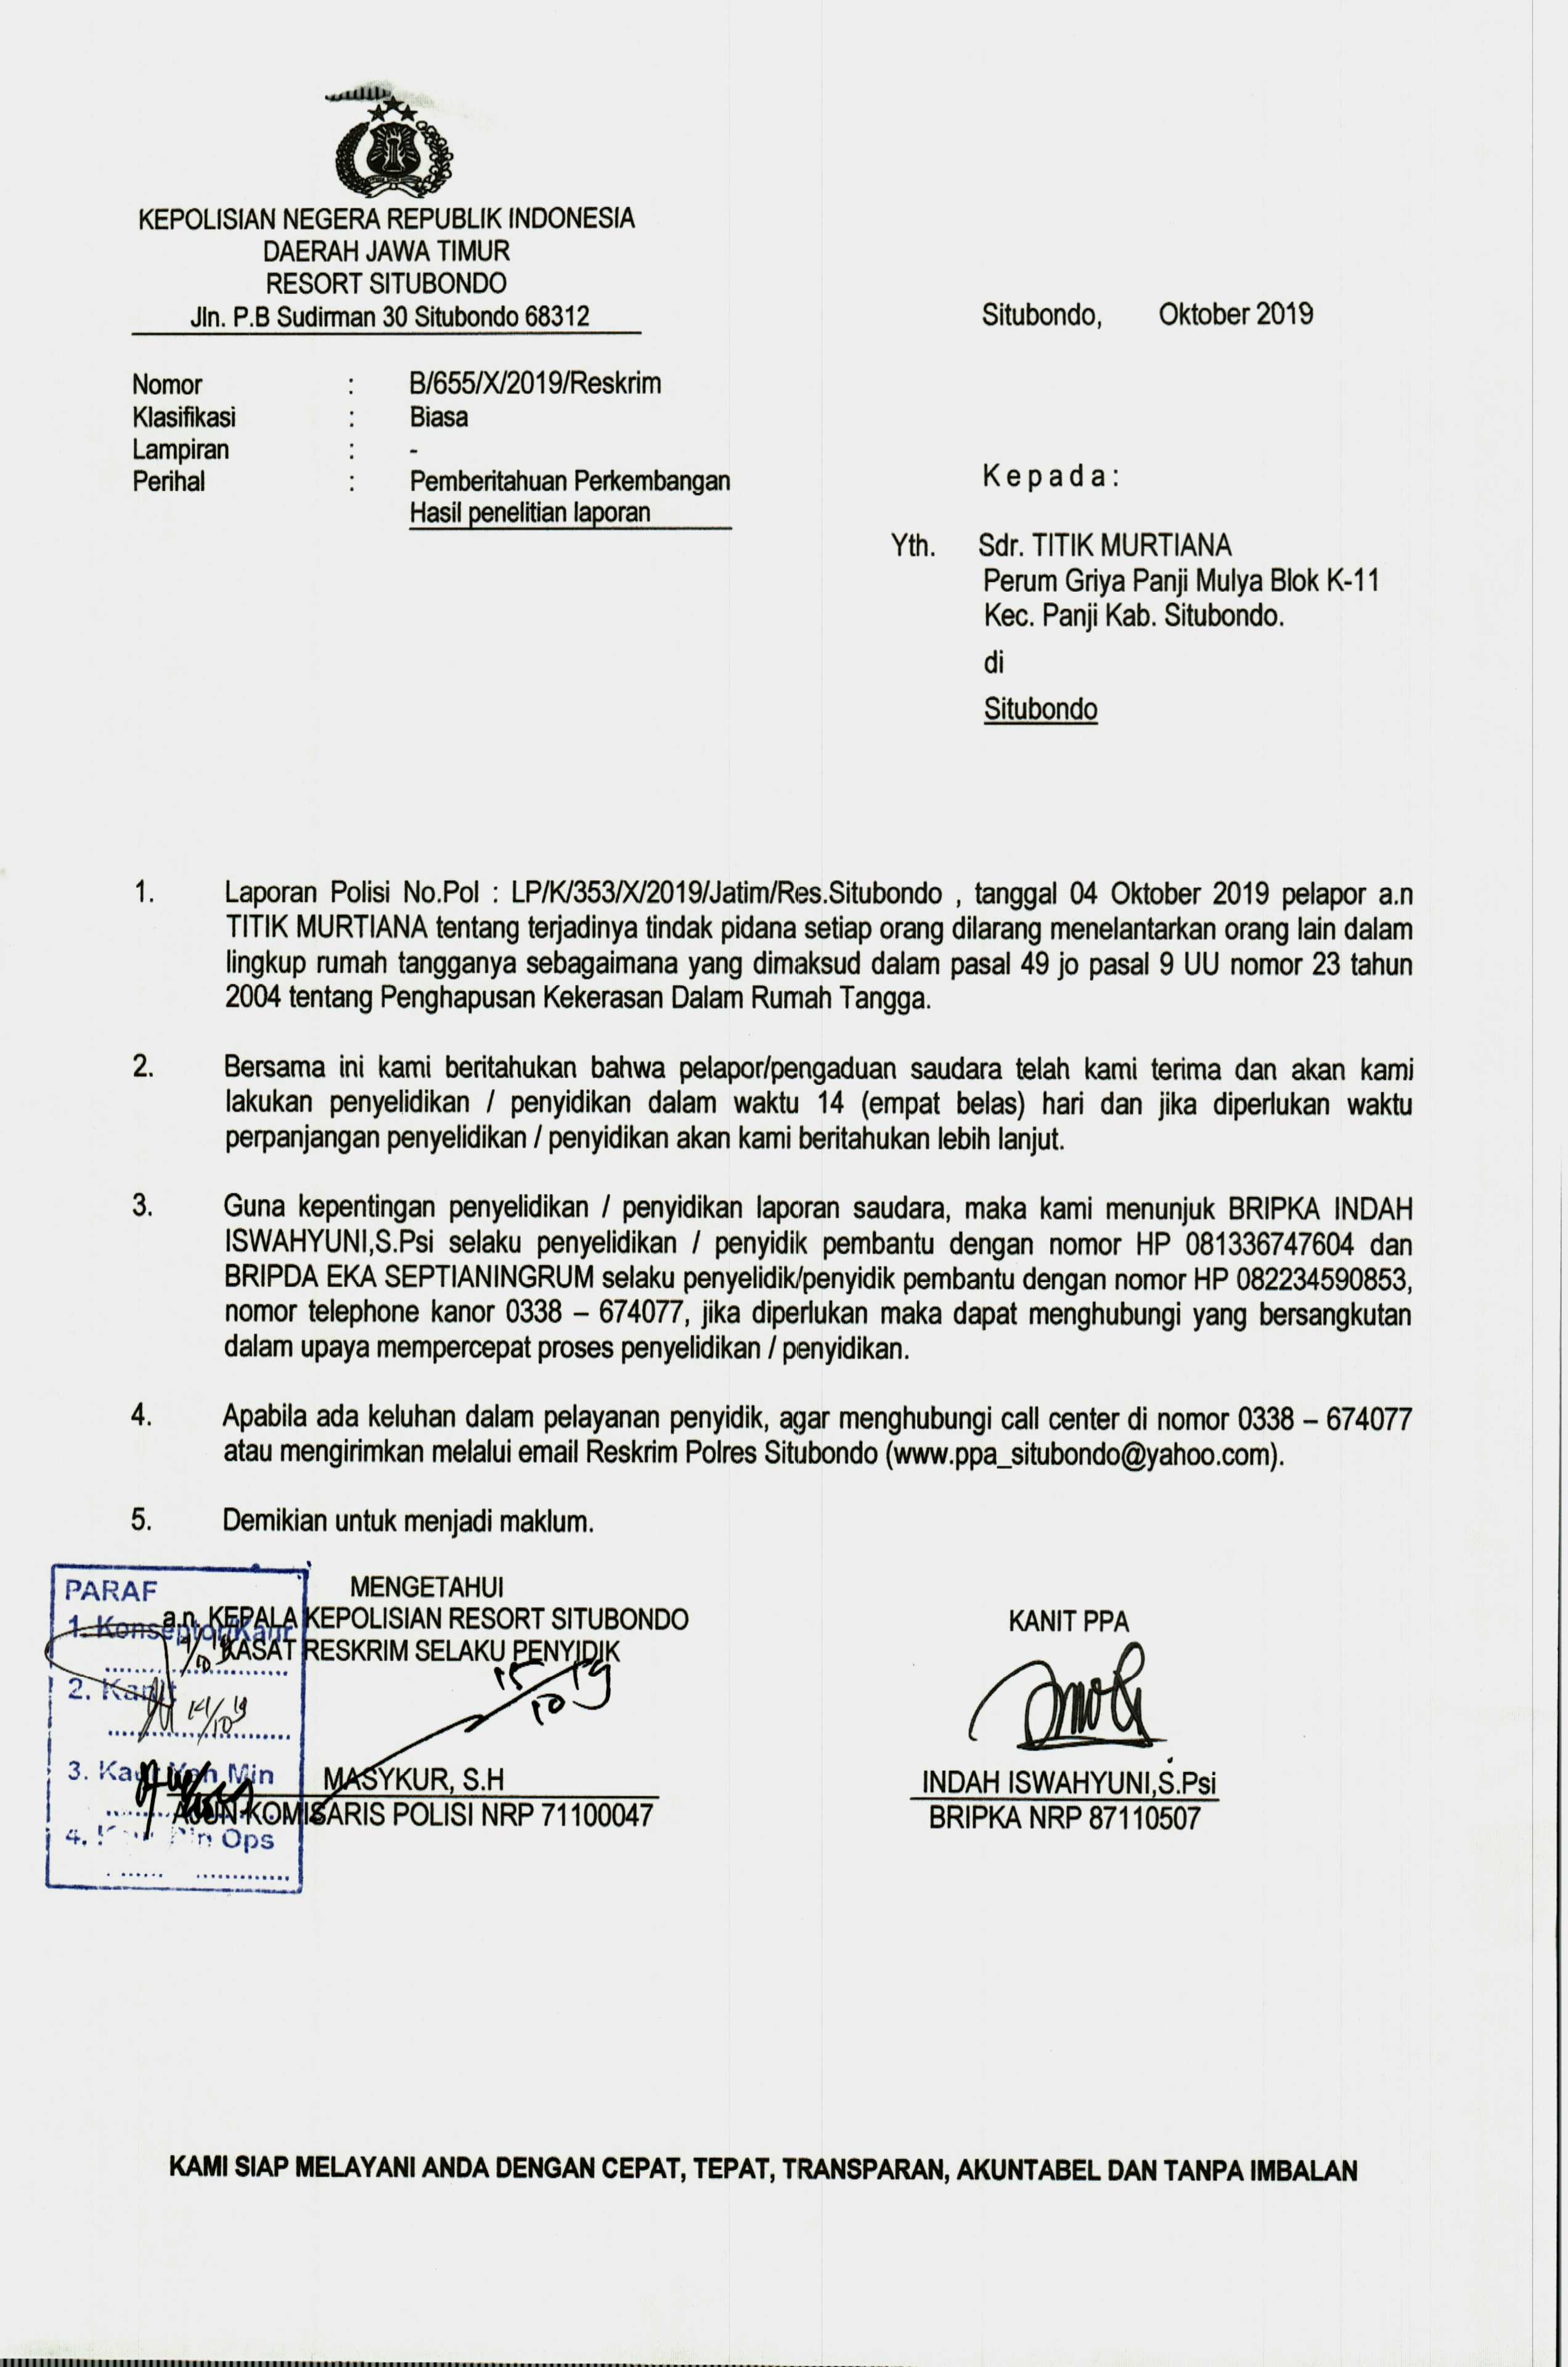 KEPOLISIAN NEGERA REPUBLIK INDONESIA
DAERAH JAWA TIMUR
RESORT SITUBONDO
Jln. P.B Sudirman 30 Situbondo 68312
Situbondo, Oktober 2019
Nomor : B/655/X/2019/Reskrim
Klasifikasi : Biasa
Lampiran : -
Perihal : Pemberitahuan Perkembangan
Hasil penelitian laporan
Kepada:
Yth. Sdr. TITIK MURTIANA
Perum Griya Panji Mulya Blok K-11
Kec. Panji Kab. Situbondo.
di
Situbondo
1. Laporan Polisi No.Pol : LP/K/353/X/2019/Jatim/Res.Situbondo , tanggal 04 Oktober 2019 pelapor a.n
TITIK MURTIANA tentang terjadinya tindak pidana setiap orang dilarang menelantarkan orang lain dalam
lingkup rumah tangganya sebagaimana yang dimaksud dalam pasal 49 jo pasal 9 UU nomor 23 tahun
2004 tentang Penghapusan Kekerasan Dalam Rumah Tangga.
2. Bersama ini kami beritahukan bahwa pelapor/pengaduan saudara telah kami terima dan akan kami
lakukan penyelidikan / penyidikan dalam waktu 14 (empat belas) hari dan jika diperlukan waktu
perpanjangan penyelidikan / penyidikan akan kami beritahukan lebih lanjut.
3. Guna kepentingan penyelidikan / penyidikan laporan saudara, maka kami menunjuk BRIPKA INDAH
ISWAHYUNI,S.Psi selaku penyelidikan / penyidik pembantu dengan nomor HP 081336747604 dan
BRIPDA EKA SEPTIANINGRUM selaku penyelidik/penyidik pembantu dengan nomor HP 082234590853,
nomor telephone kanor 0338 – 674077, jika diperlukan maka dapat menghubungi yang bersangkutan
dalam upaya mempercepat proses penyelidikan / penyidikan.
4. Apabila ada keluhan dalam pelayanan penyidik, agar menghubungi call center di nomor 0338 – 674077
atau mengirimkan melalui email Reskrim Polres Situbondo (www.ppa_situbondo@yahoo.com).
5. Demikian untuk menjadi maklum.
MENGETAHUI
a.n KEPALA KEPOLISIAN RESORT SITUBONDO
KASAT RESKRIM SELAKU PENYIDIK
15/10 19
MASYKUR, S.H
AJUN KOMISARIS POLISI NRP 71100047
KANIT PPA
INDAH ISWAHYUNI,S.Psi
BRIPKA NRP 87110507
PARAF
1. Konseptor/Kaur
2. Kanit
14/10 19
3. Kaur Min
4. Ops
KAMI SIAP MELAYANI ANDA DENGAN CEPAT, TEPAT, TRANSPARAN, AKUNTABEL DAN TANPA IMBALAN